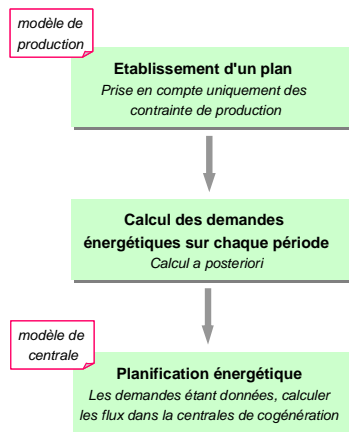 modèle de
production
Etablissement d'un plan
Prise en compte uniquement des
contrainte de production
Calcul des demandes
énergétiques sur chaque période
Calcul a posteriori
modèle de
centrale
Planification énergétique
Les demandes étant données, calculer
les flux dans la centrales de cogénération